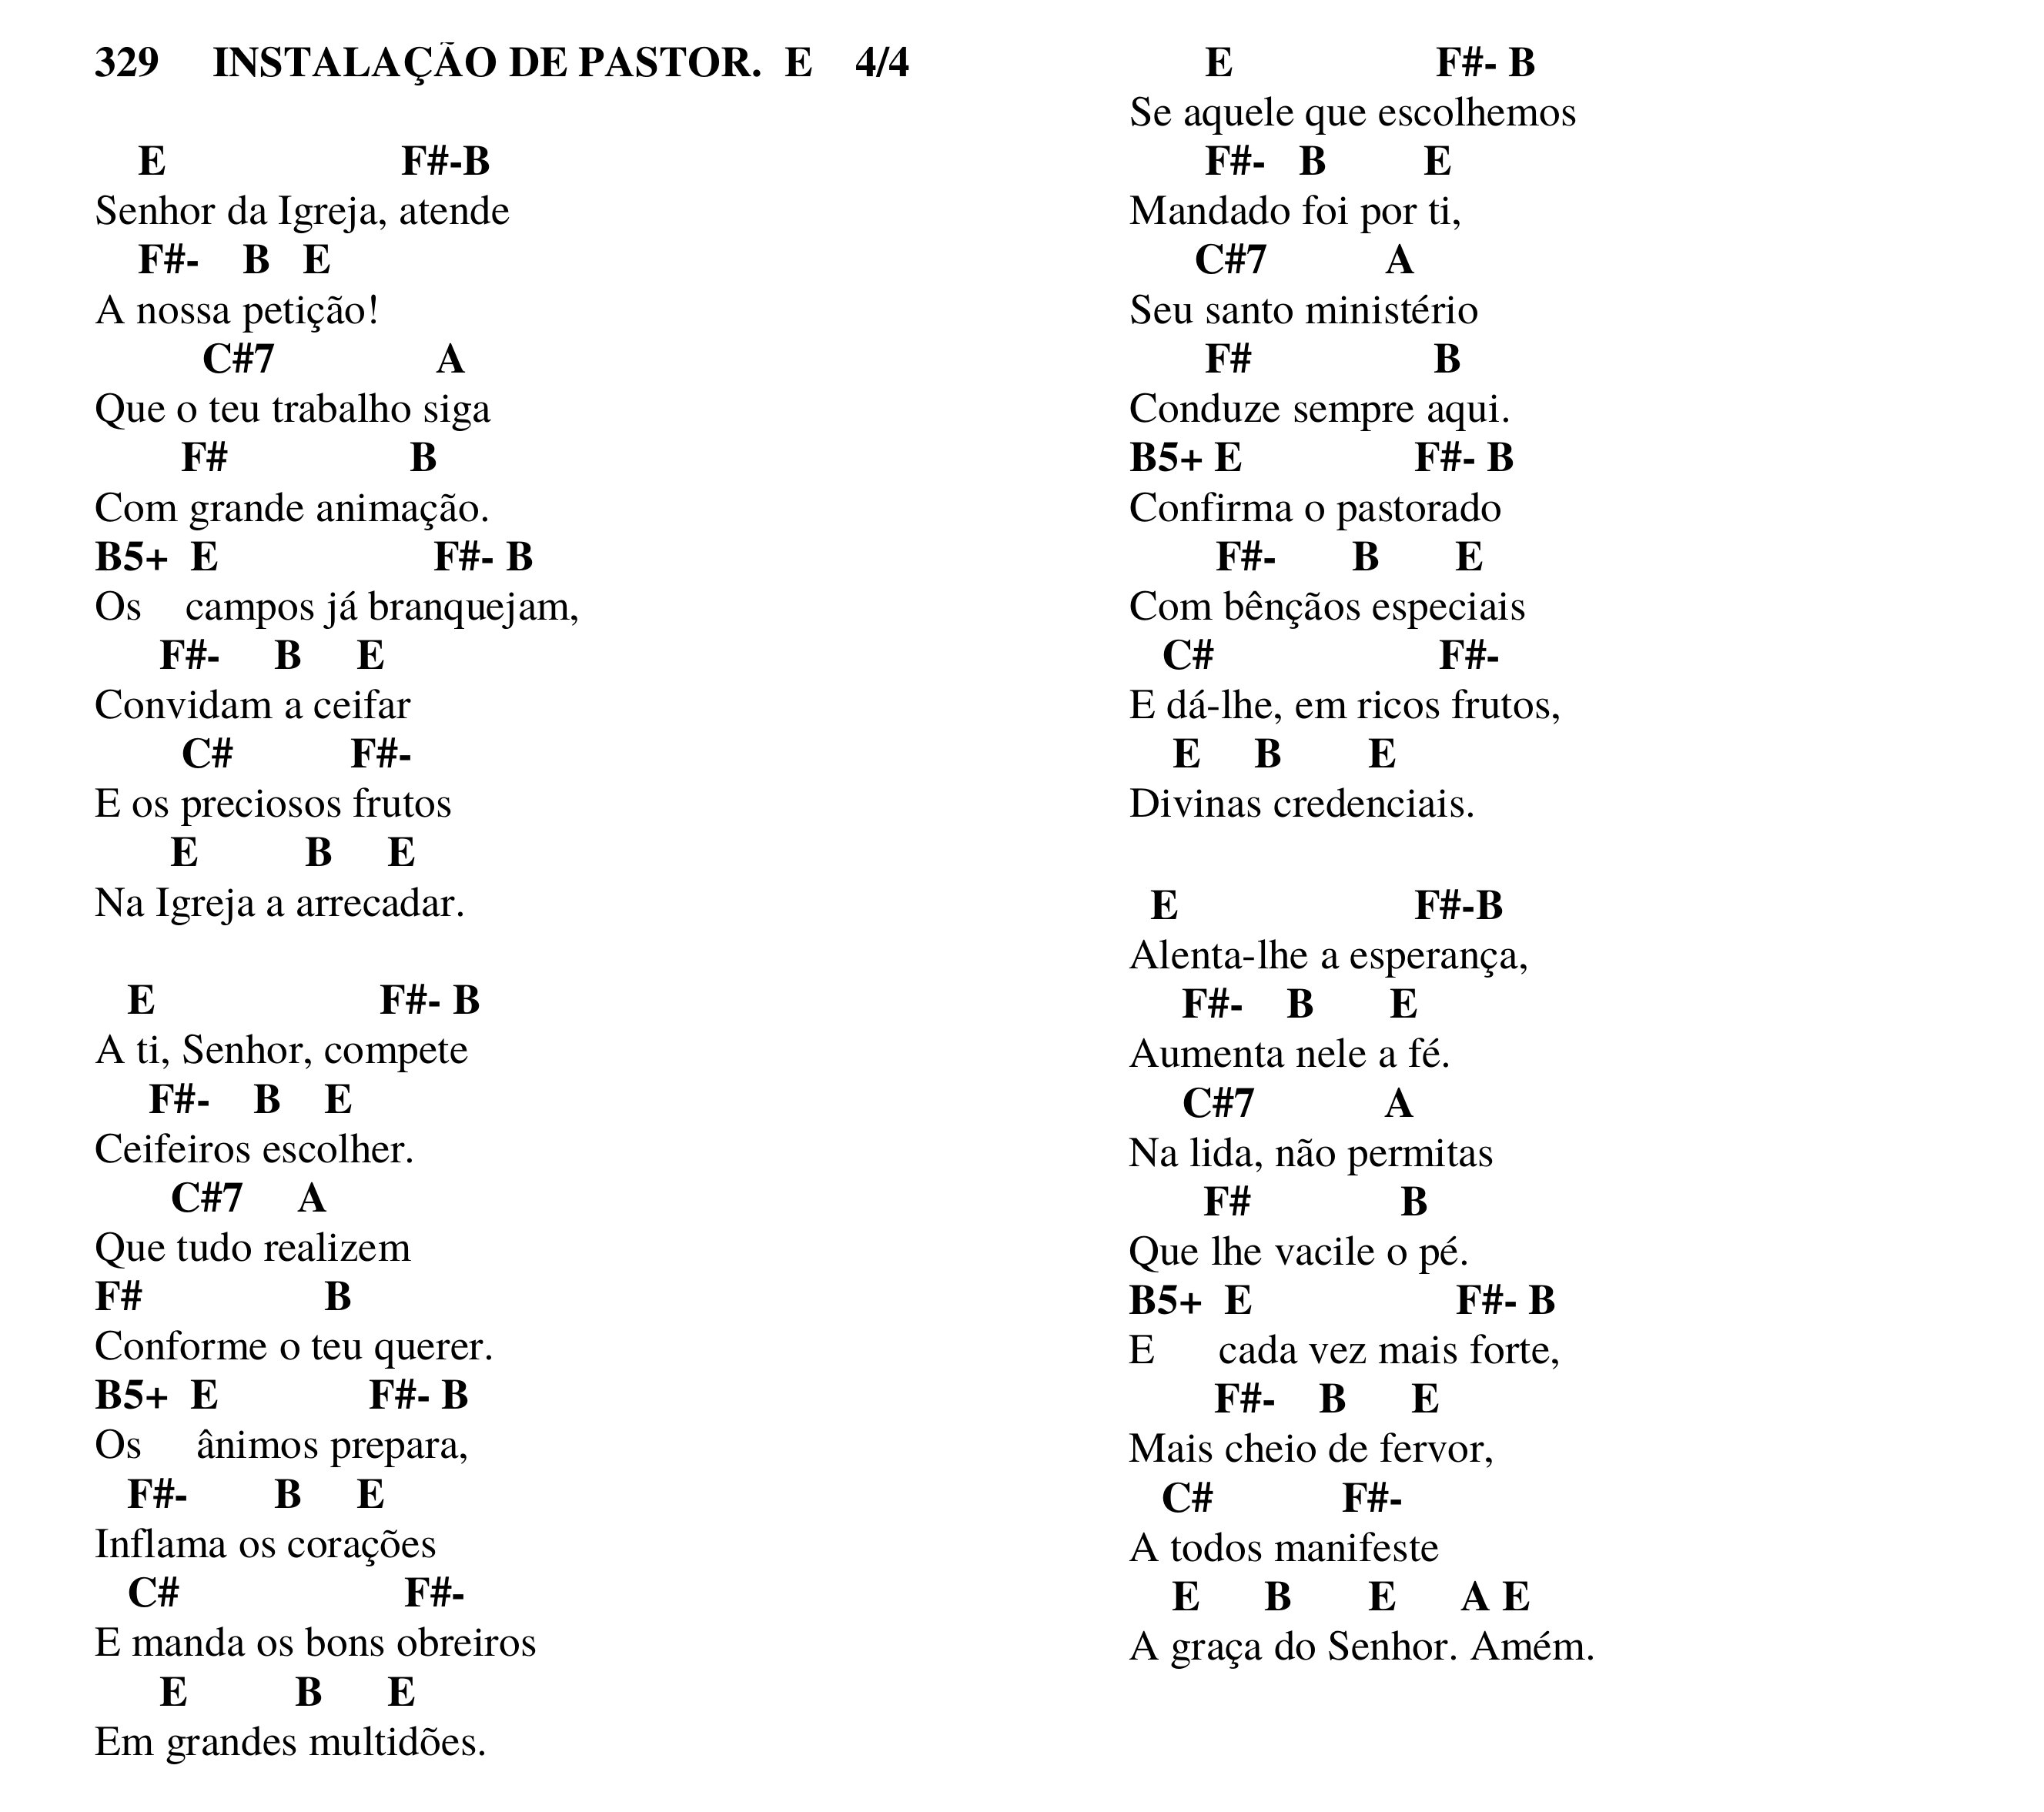 329     INSTALAÇÃO DE PASTOR.  E    4/4
E                      F#-B
Senhor da Igreja, atende
F#-    B   E
A nossa petição!
C#7               A
Que o teu trabalho siga
F#                 B
Com grande animação.
B5+  E                    F#- B
Os    campos já branquejam,
F#-     B     E
Convidam a ceifar
C#           F#-
E os preciosos frutos
E          B     E
Na Igreja a arrecadar.
E                     F#- B
A ti, Senhor, compete
F#-    B    E
Ceifeiros escolher.
C#7     A
Que tudo realizem
F#                 B
Conforme o teu querer.
B5+  E              F#- B
Os     ânimos prepara,
F#-        B     E
Inflama os corações
C#                     F#-
E manda os bons obreiros
E          B      E
Em grandes multidões.
E                   F#- B
Se aquele que escolhemos
F#-   B         E
Mandado foi por ti,
C#7           A
Seu santo ministério
F#                 B
Conduze sempre aqui.
B5+ E                F#- B
Confirma o pastorado
F#-       B       E
Com bênçãos especiais
C#                     F#-
E dá-lhe, em ricos frutos,
E     B        E
Divinas credenciais.
E                      F#-B
Alenta-lhe a esperança,
F#-    B       E
Aumenta nele a fé.
C#7            A
Na lida, não permitas
F#              B
Que lhe vacile o pé.
B5+  E                   F#- B
E      cada vez mais forte,
F#-    B      E
Mais cheio de fervor,
C#            F#-
A todos manifeste
E      B       E      A E
A graça do Senhor. Amém.